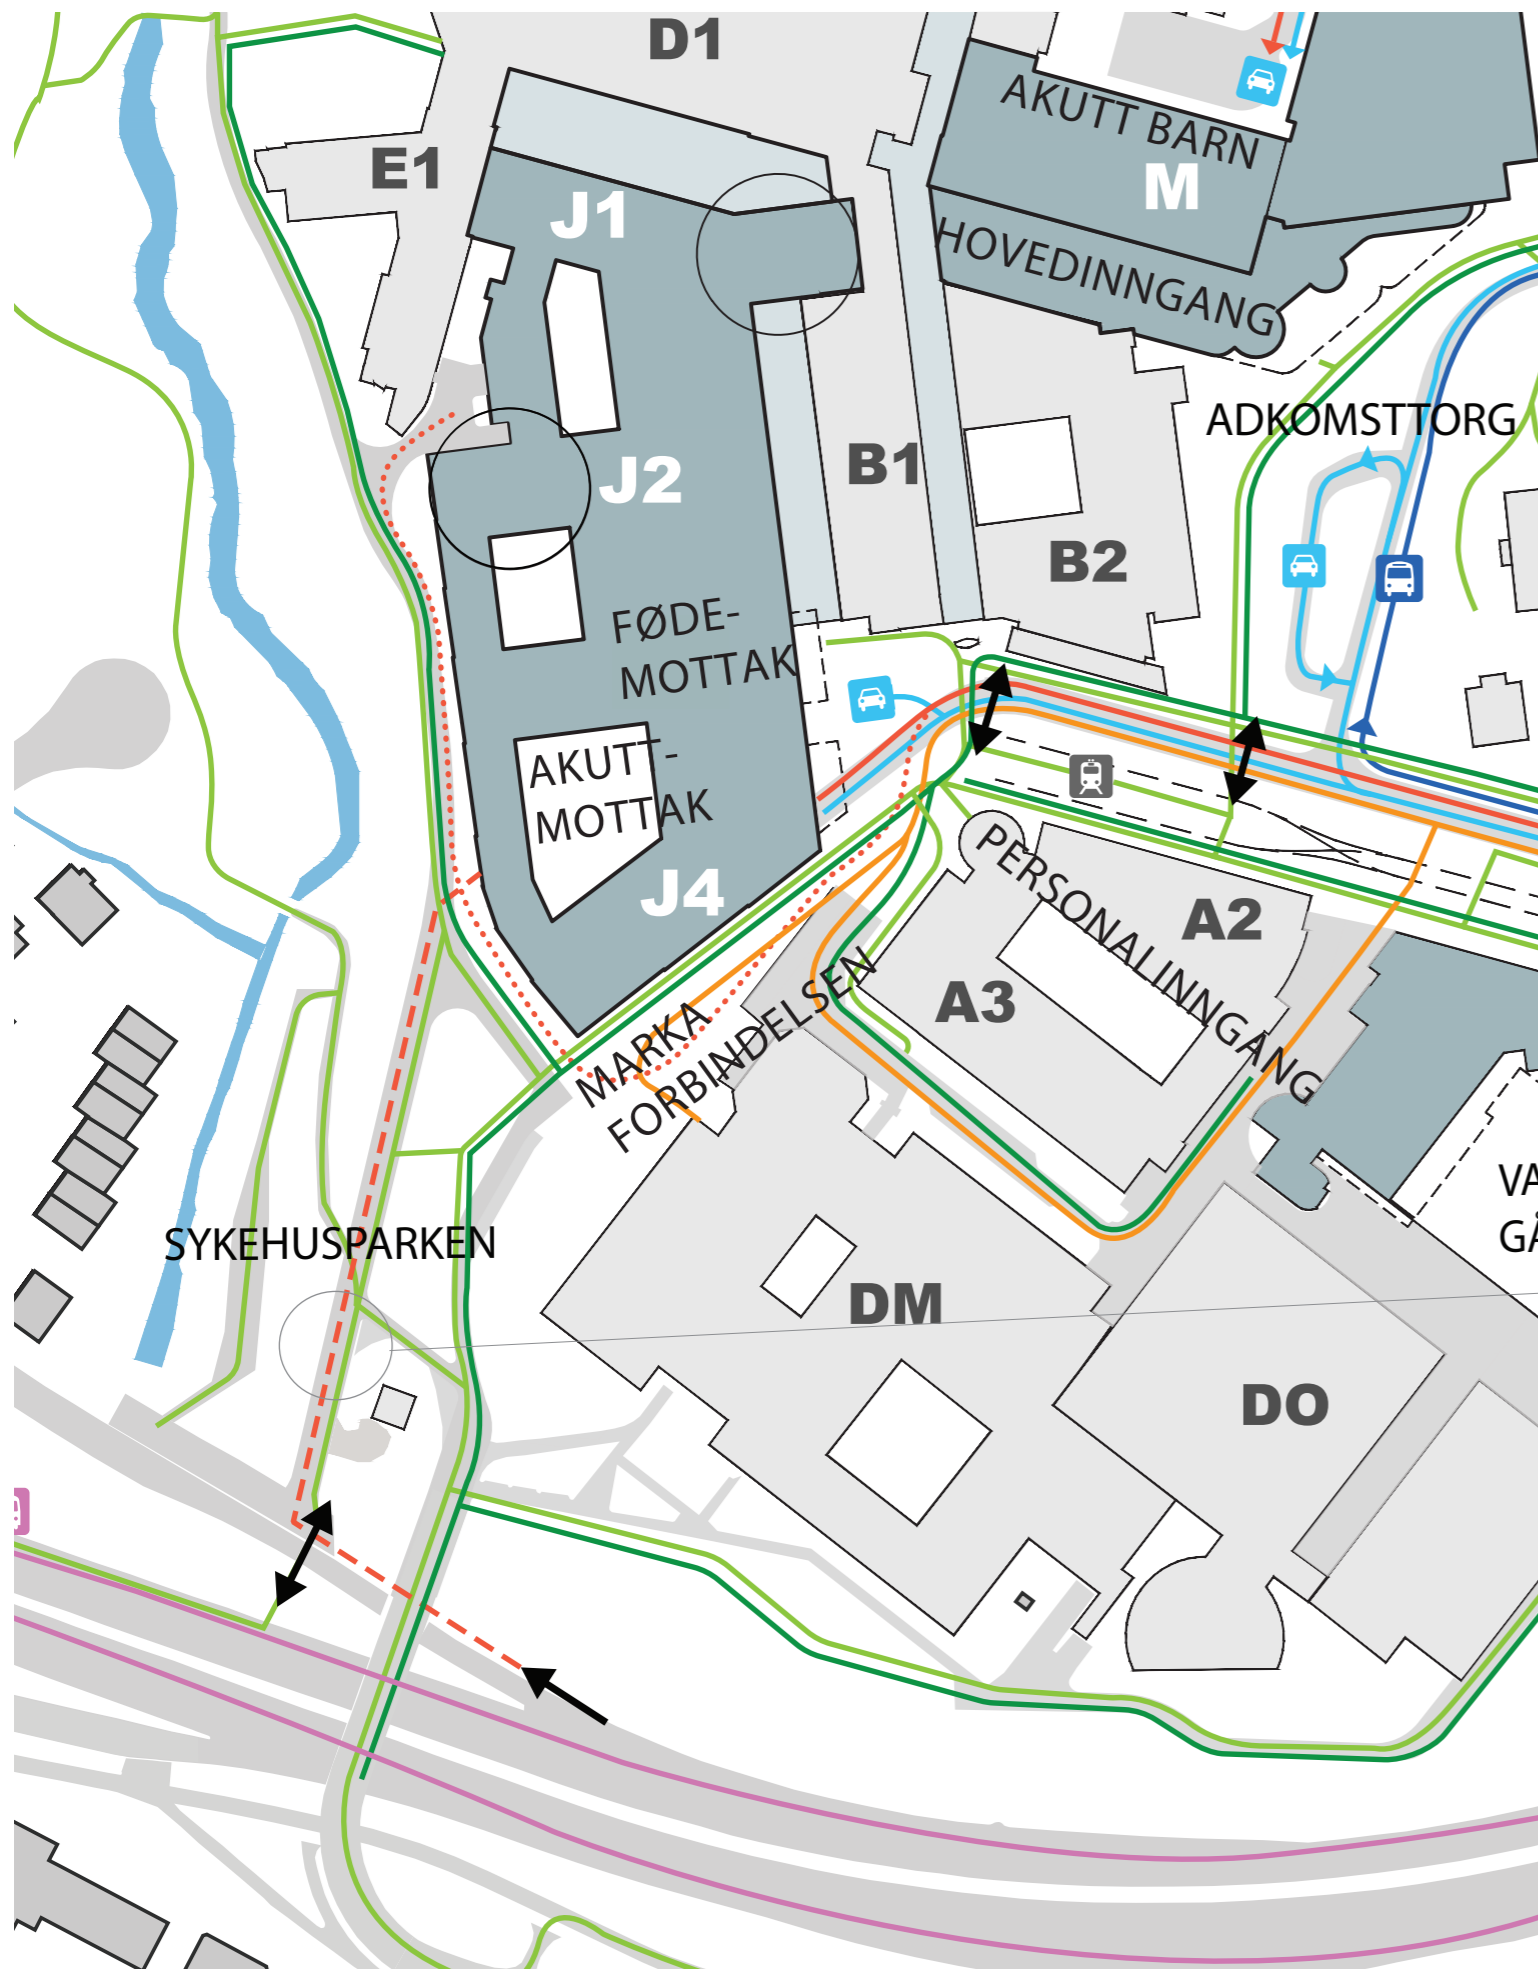 D1
AKUTT BARN
E1
M
J1
HOVEDINNGANG
ADKOMSTTORG
B1
J2
B2
FØDE-
MOTTAK
AKUTT-
MOTTAK
J4
PERSONALINNGANG
A2
A3
MARKA
FORBINDELSEN
SYKEHUSPARKEN
DM
DO